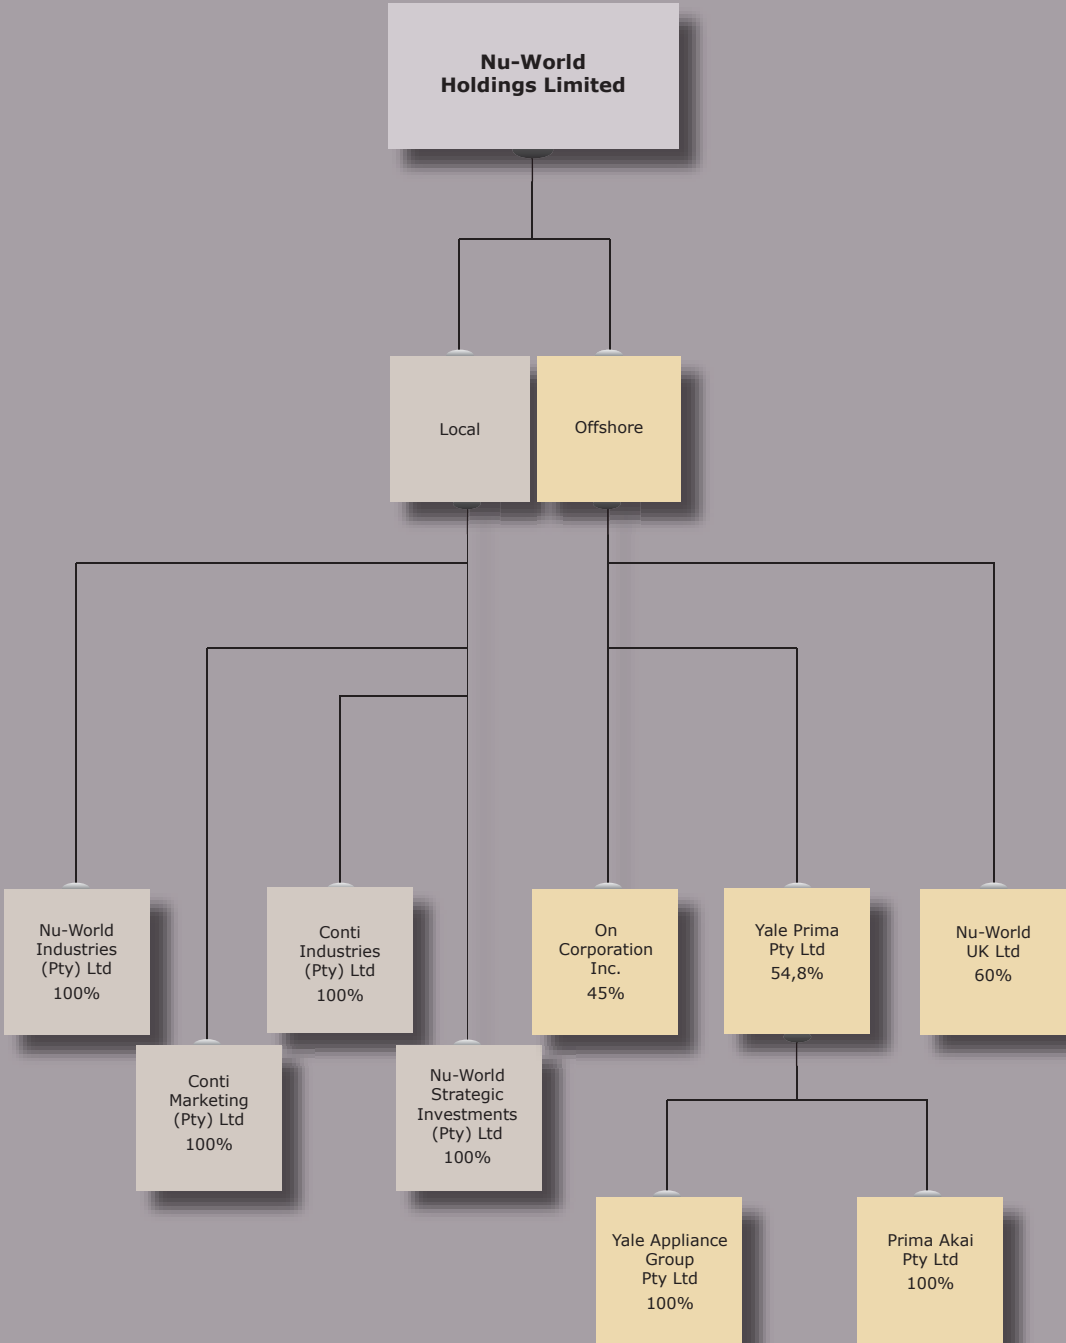 Nu-World
Holdings Limited
Local
Offshore
Nu-World
Industries
(Pty) Ltd
100%
Conti
Industries
(Pty) Ltd
100%
On
Corporation
Inc.
45%
Yale Prima
Pty Ltd
54,8%
Nu-World
UK Ltd
60%
Conti
Marketing
(Pty) Ltd
100%
Nu-World
Strategic
Investments
(Pty) Ltd
100%
Yale Appliance
Group
Pty Ltd
100%
Prima Akai
Pty Ltd
100%